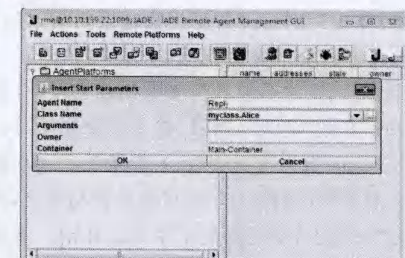 rma@10.10.159.22:1099/JADE - JADE Remote Agent Management GUI
File Actions Tools Remote Platforms Help
AgentPlatforms
name addresses state owner
Insert Start Parameters
Agent Name Reply
Class Name myclass.Alice
Arguments
Owner
Container Main-Container
OK Cancel